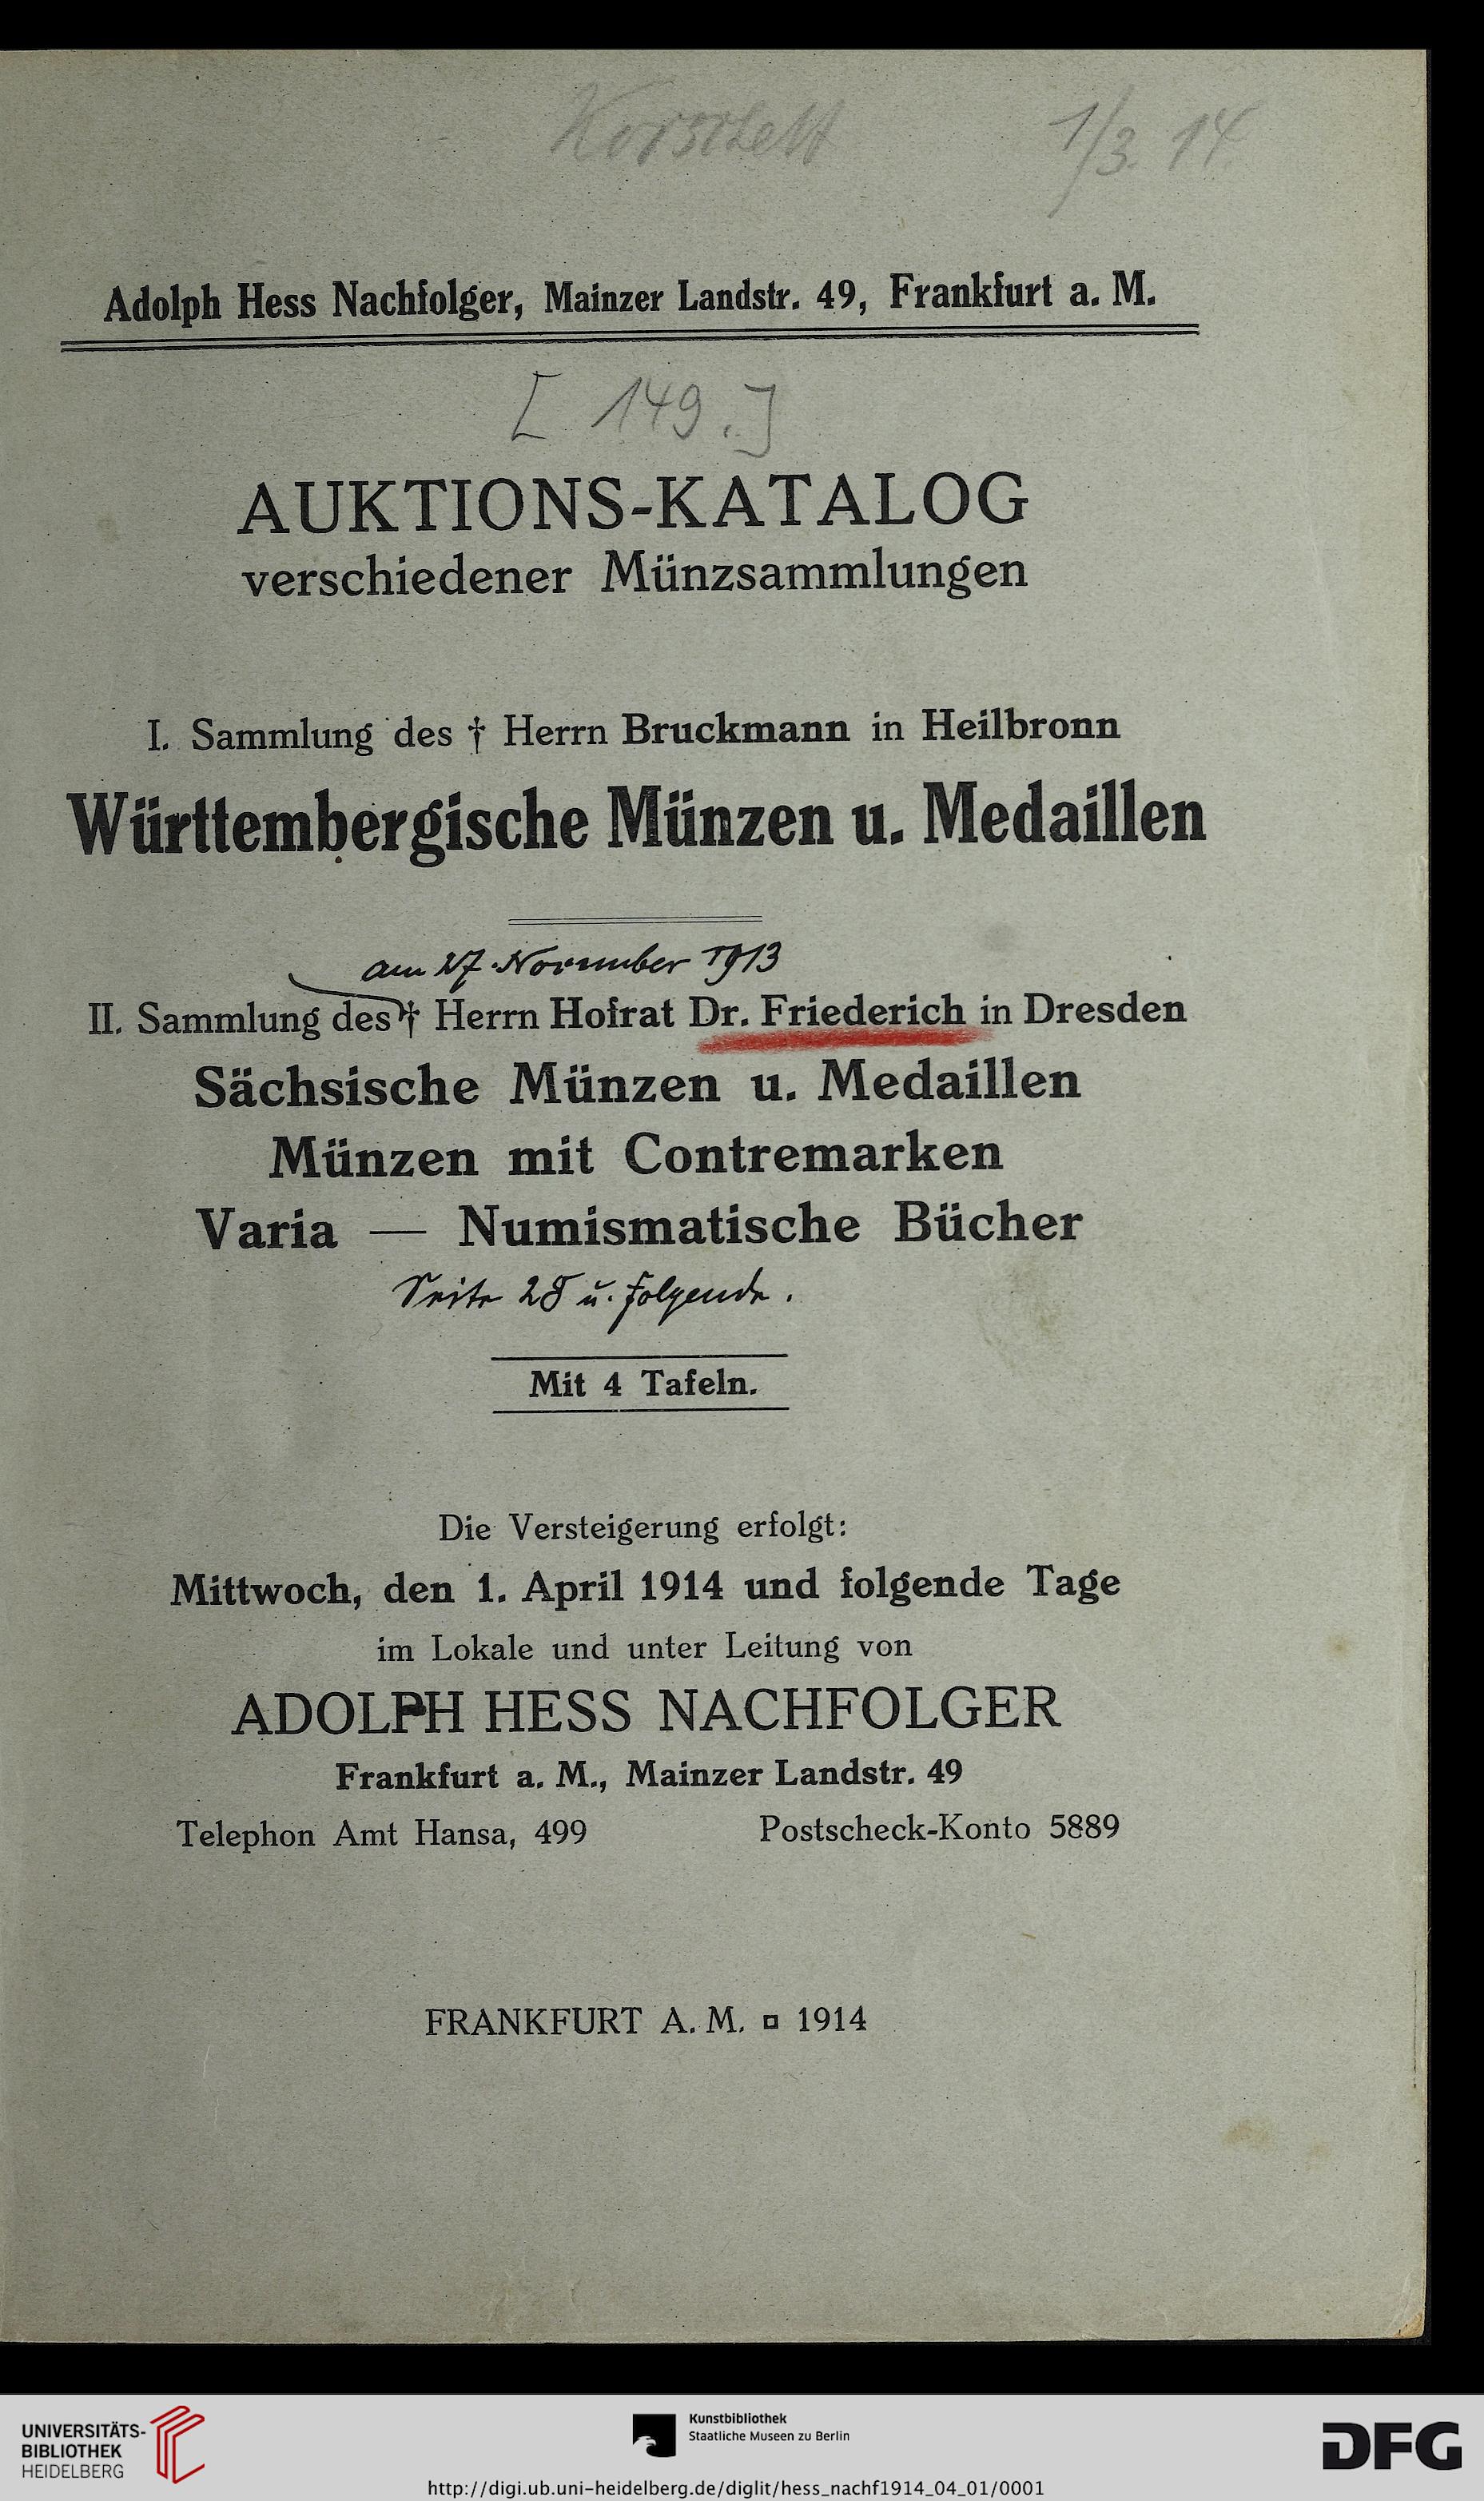 1/3. 14
Adolph Hess Nachfolger, Mainzer Landstr. 49, Frankfurt a. M.
[ 149. ]
AUKTIONS-KATALOG
verschiedener Münzsammlungen
I. Sammlung des † Herrn Bruckmann in Heilbronn
Württembergische Münzen u. Medaillen
am 27. November 1913
II. Sammlung des † Herrn Hofrat Dr. Friederich in Dresden
Sächsische Münzen u. Medaillen
Münzen mit Contremarken
Varia — Numismatische Bücher
Seite 28 u. folgende.
Mit 4 Tafeln.
Die Versteigerung erfolgt:
Mittwoch, den 1. April 1914 und folgende Tage
im Lokale und unter Leitung von
ADOLPH HESS NACHFOLGER
Frankfurt a. M., Mainzer Landstr. 49
Telephon Amt Hansa, 499 Postscheck-Konto 5889
FRANKFURT A. M. ¤ 1914
UNIVERSITÄTS-
BIBLIOTHEK
HEIDELBERG
Kunstbibliothek
Staatliche Museen zu Berlin
DFG
http://digi.ub.uni-heidelberg.de/diglit/hess_nachf1914_04_01/0001